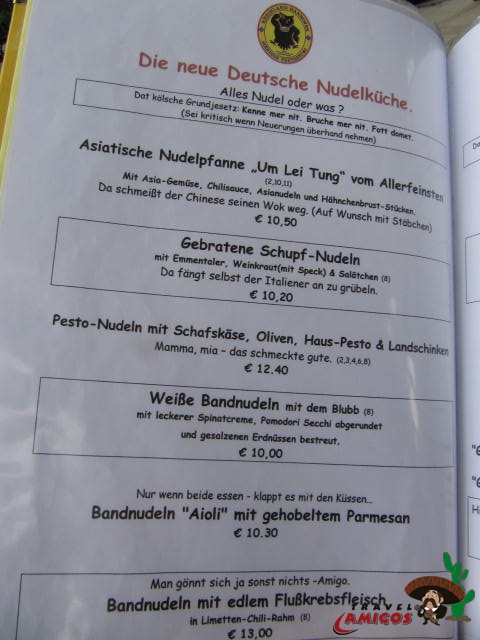 Die neue Deutsche Nudelküche.
Alles Nudel oder was ?
Dat kölsche Grundjesetz: Kenne mer nit. Bruche mer nit. Fott domet.
(Sei kritisch wenn Neuerungen überhand nehmen)
Asiatische Nudelpfanne „Um Lei Tung“ vom Allerfeinsten
(2,10,11)
Mit Asia-Gemüse, Chilisauce, Asianudeln und Hähnchenbrust-Stücken.
Da schmeißt der Chinese seinen Wok weg. (Auf Wunsch mit Stäbchen)
€ 10,50
Gebratene Schupf-Nudeln
mit Emmentaler, Weinkraut(mit Speck) & Salätchen (8)
Da fängt selbst der Italiener an zu grübeln.
€ 10,20
Pesto-Nudeln mit Schafskäse, Oliven, Haus-Pesto & Landschinken
Mamma, mia – das schmeckte gute. (2,3,4,6,8)
€ 12.40
Weiße Bandnudeln mit dem Blubb (8)
mit leckerer Spinatcreme, Pomodori Secchi abgerundet
und gesalzenen Erdnüssen bestreut.
€ 10,00
Nur wenn beide essen - klappt es mit den Küssen...
Bandnudeln "Aioli" mit gehobeltem Parmesan
€ 10.30
Man gönnt sich ja sonst nichts -Amigo.
Bandnudeln mit edlem Flußkrebsfleisch
in Limetten-Chili-Rahm (8)
€ 13,00
TRAVEL
AMIGOS